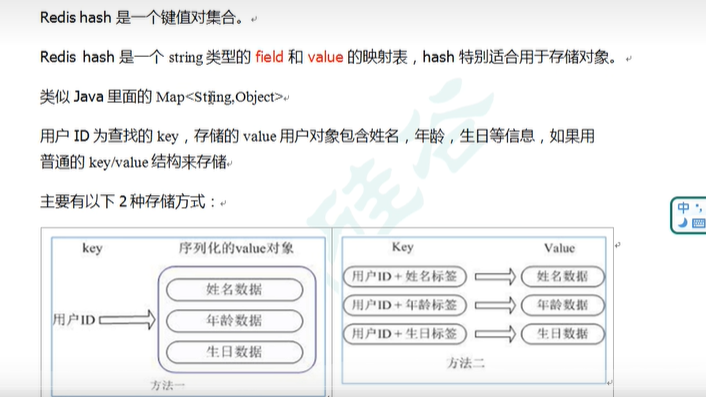 Redis hash 是一个键值对集合。
Redis hash 是一个 string 类型的 field 和 value 的映射表，hash 特别适合用于存储对象。
类似 Java 里面的 Map<String,Object>
用户 ID 为查找的 key，存储的 value 用户对象包含姓名，年龄，生日等信息，如果用
普通的 key/value 结构来存储
主要有以下 2 种存储方式：
key 序列化的value对象
用户ID
姓名数据
年龄数据
生日数据
方法一
Key Value
用户ID + 姓名标签 姓名数据
用户ID + 年龄标签 年龄数据
用户ID + 生日标签 生日数据
方法二
硅谷
中